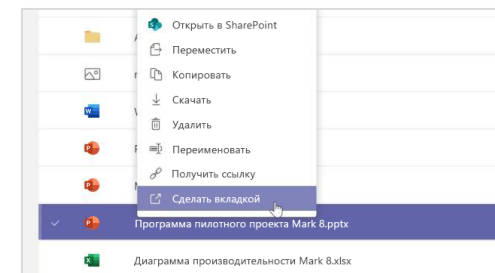 Открыть в SharePoint
Переместить
Копировать
Скачать
Удалить
Переименовать
Получить ссылку
Сделать вкладкой
Программа пилотного проекта Mark 8.pptx
Диаграмма производительности Mark 8.xlsx